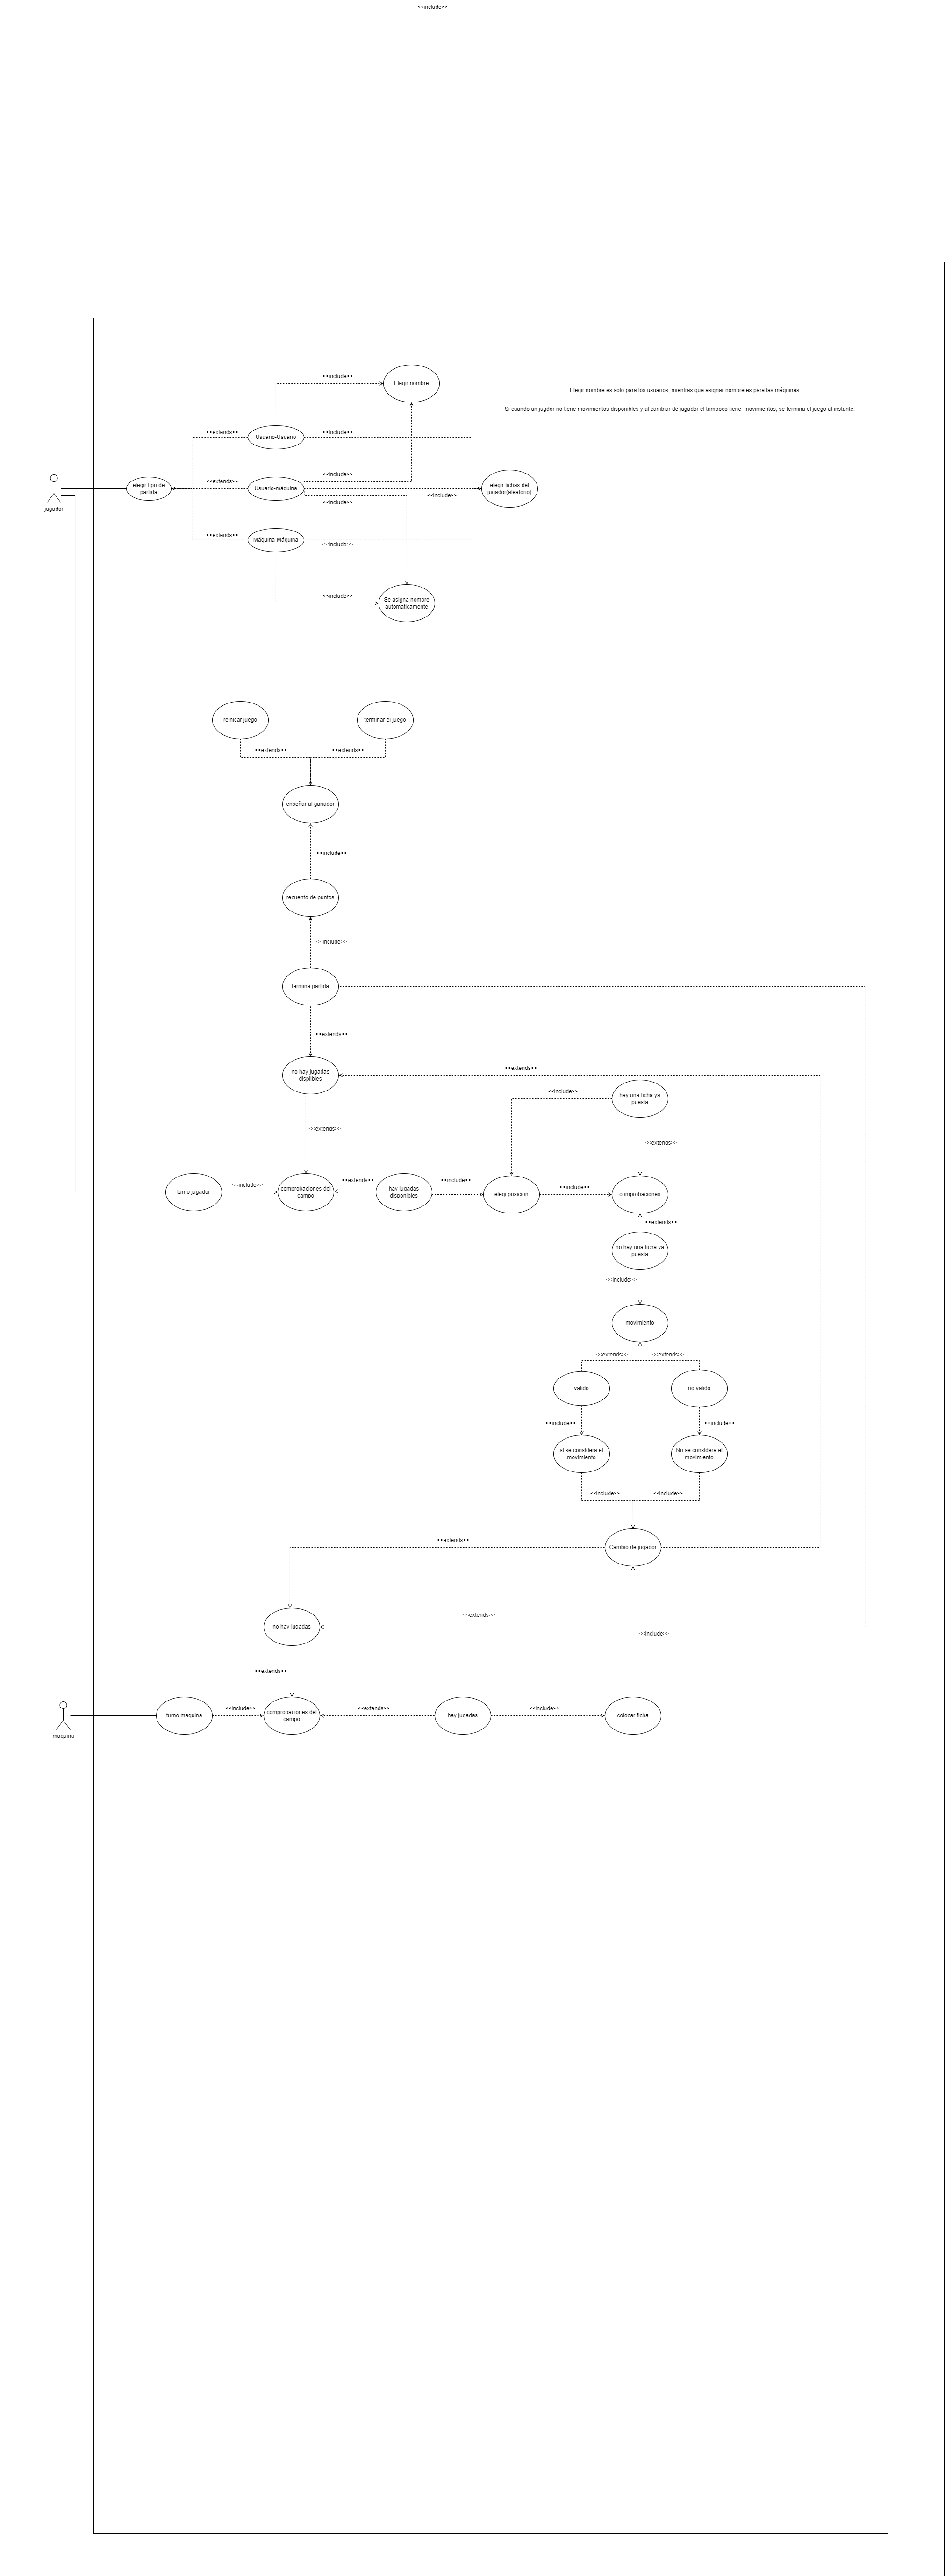 <<include>>
<<include>>
Elegir nombre
Elegir nombre es solo para los usuarios, mientras que asignar nombre es para las máquinas
Si cuando un jugdor no tiene movimientos disponibles y al cambiar de jugador el tampoco tiene movimientos, se termina el juego al instante.
<<extends>>
Usuario-Usuario
<<include>>
<<include>>
jugador
elegir tipo de
partida
<<extends>>
Usuario-máquina
<<include>>
<<include>>
elegir fichas del
jugador(aleatorio)
<<extends>>
Máquina-Máquina
<<include>>
<<include>>
Se asigna nombre
automaticamente
reinicar juego
terminar el juego
<<extends>>
<<extends>>
enseñar al ganador
<<include>>
recuento de puntos
<<include>>
termina partida
<<extends>>
no hay jugadas
dispiibles
<<extends>>
<<include>>
hay una ficha ya
puesta
<<extends>>
<<extends>>
turno jugador
<<include>>
comprobaciones del
campo
<<extends>>
hay jugadas
disponibles
<<include>>
elegi posicion
<<include>>
comprobaciones
<<extends>>
no hay una ficha ya
puesta
<<include>>
movimiento
<<extends>>
<<extends>>
valido
no valido
<<include>>
<<include>>
si se considera el
movimiento
No se considera el
movimiento
<<include>>
<<include>>
<<extends>>
Cambio de jugador
<<extends>>
no hay jugadas
<<include>>
<<extends>>
maquina
turno maquina
<<include>>
comprobaciones del
campo
<<extends>>
hay jugadas
<<include>>
colocar ficha